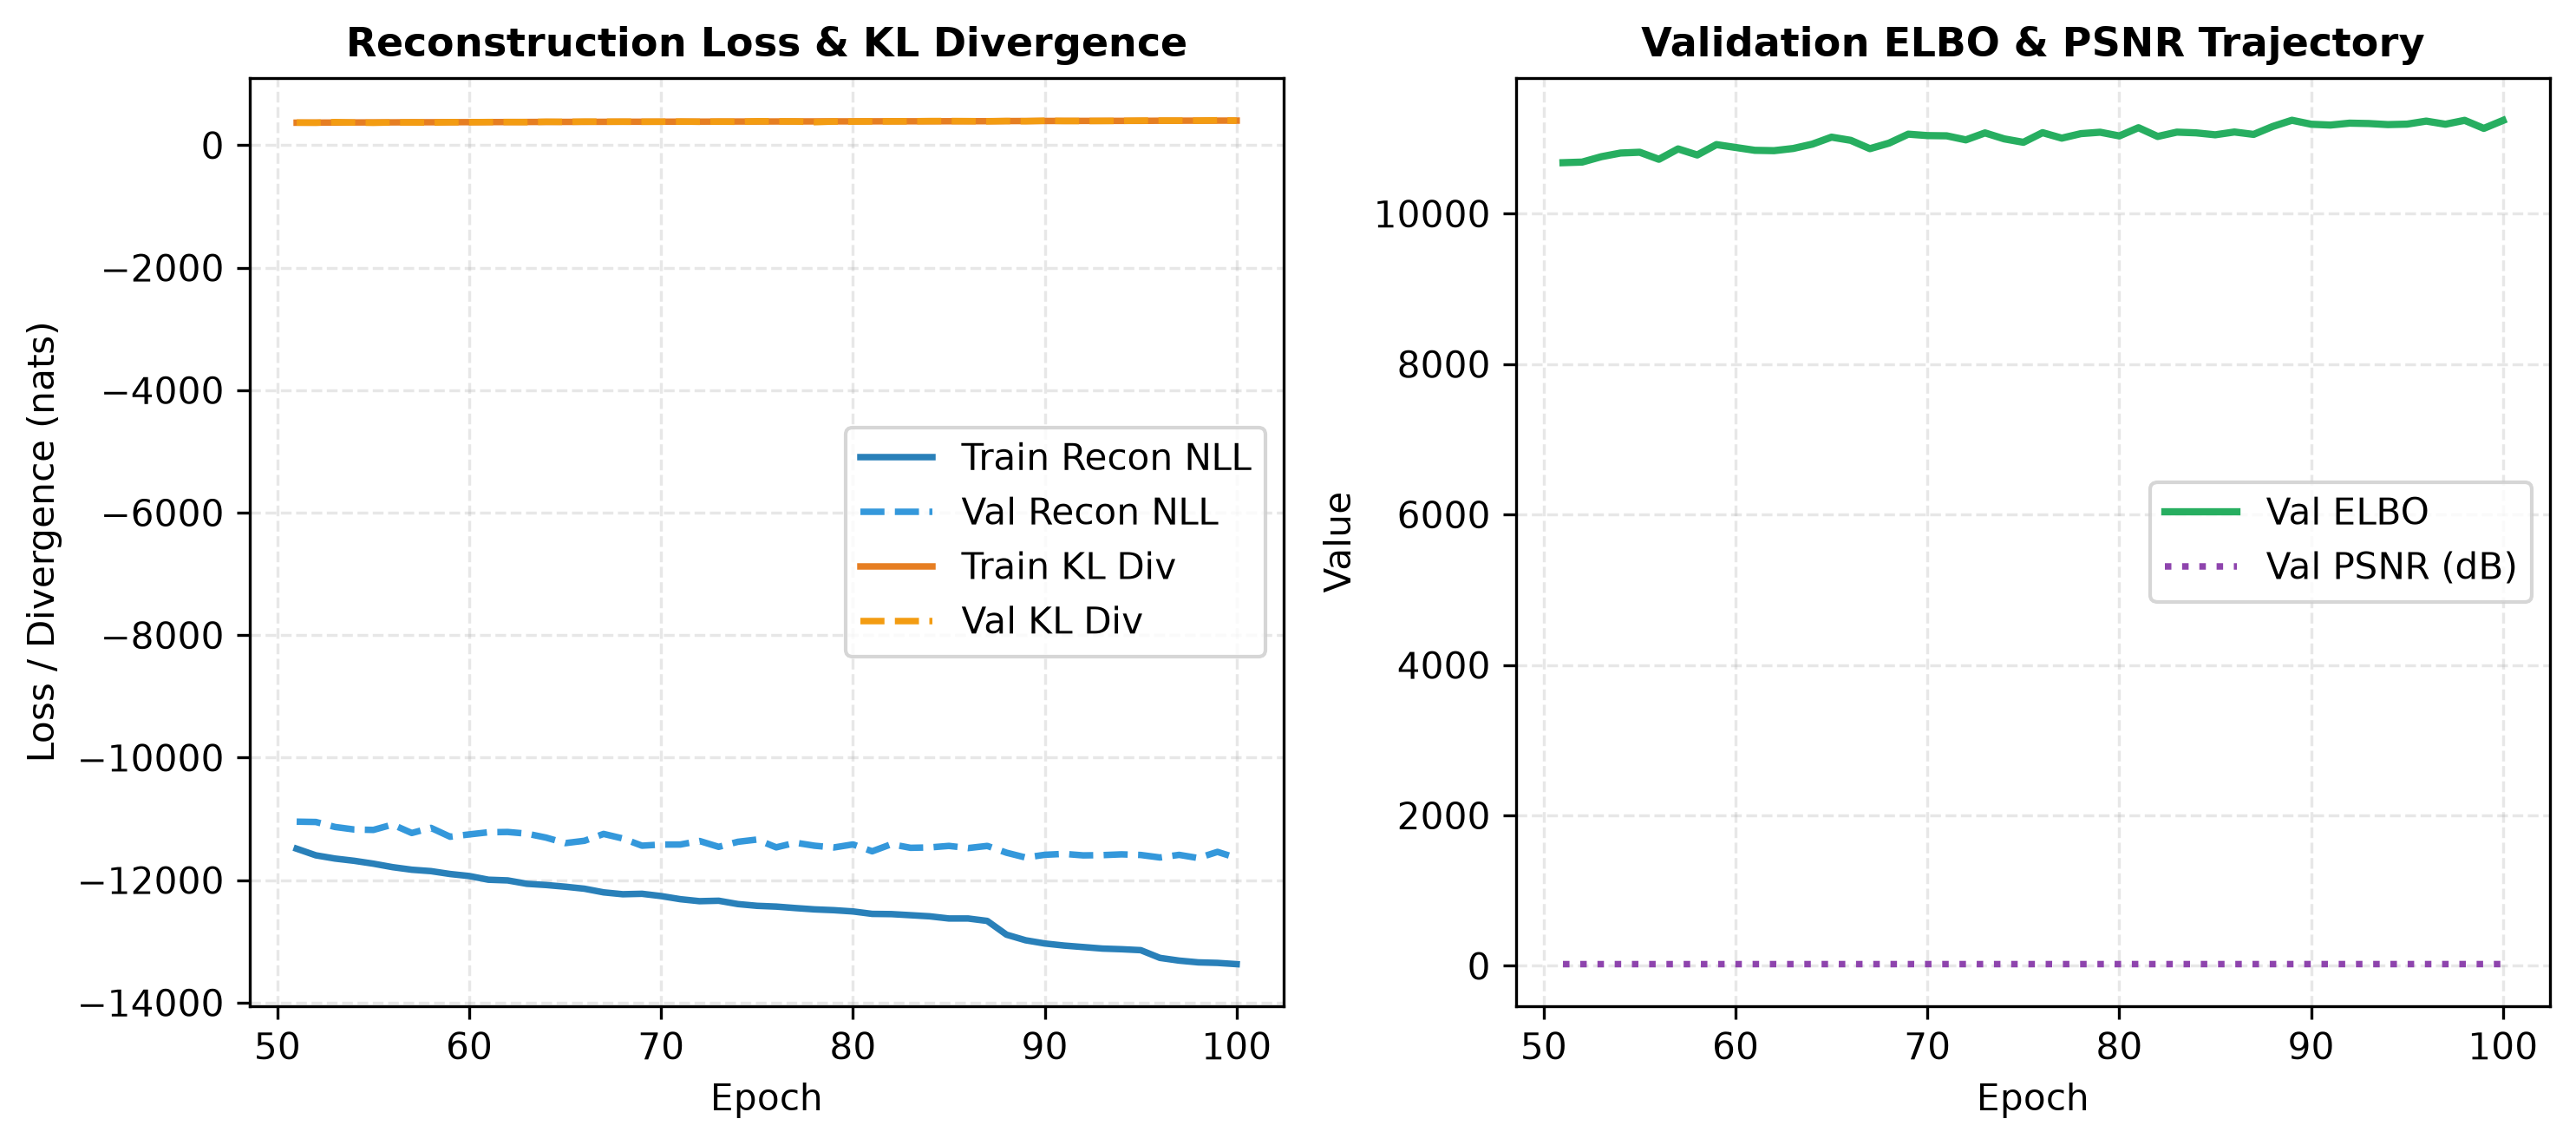 Reconstruction Loss & KL Divergence
Loss / Divergence (nats)
0
−2000
−4000
−6000
−8000
−10000
−12000
−14000
Train Recon NLL
Val Recon NLL
Train KL Div
Val KL Div
50 60 70 80 90 100
Epoch
Validation ELBO & PSNR Trajectory
Value
10000
8000
6000
4000
2000
0
Val ELBO
Val PSNR (dB)
50 60 70 80 90 100
Epoch